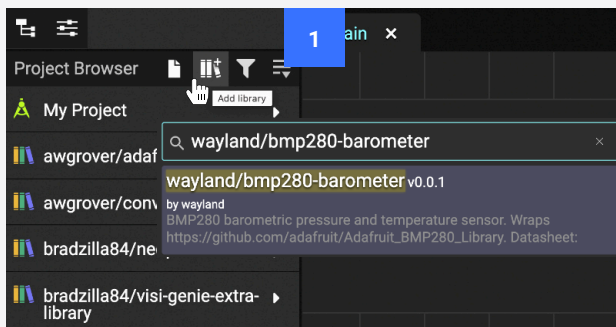 1
ain
Project Browser
Add library
My Project
wayland/bmp280-barometer
awgrover/adaf
wayland/bmp280-barometer v0.0.1
by wayland
awgrover/conv
BMP280 barometric pressure and temperature sensor. Wraps
https://github.com/adafruit/Adafruit_BMP280_Library. Datasheet:
bradzilla84/ne
bradzilla84/visi-genie-extra-
library